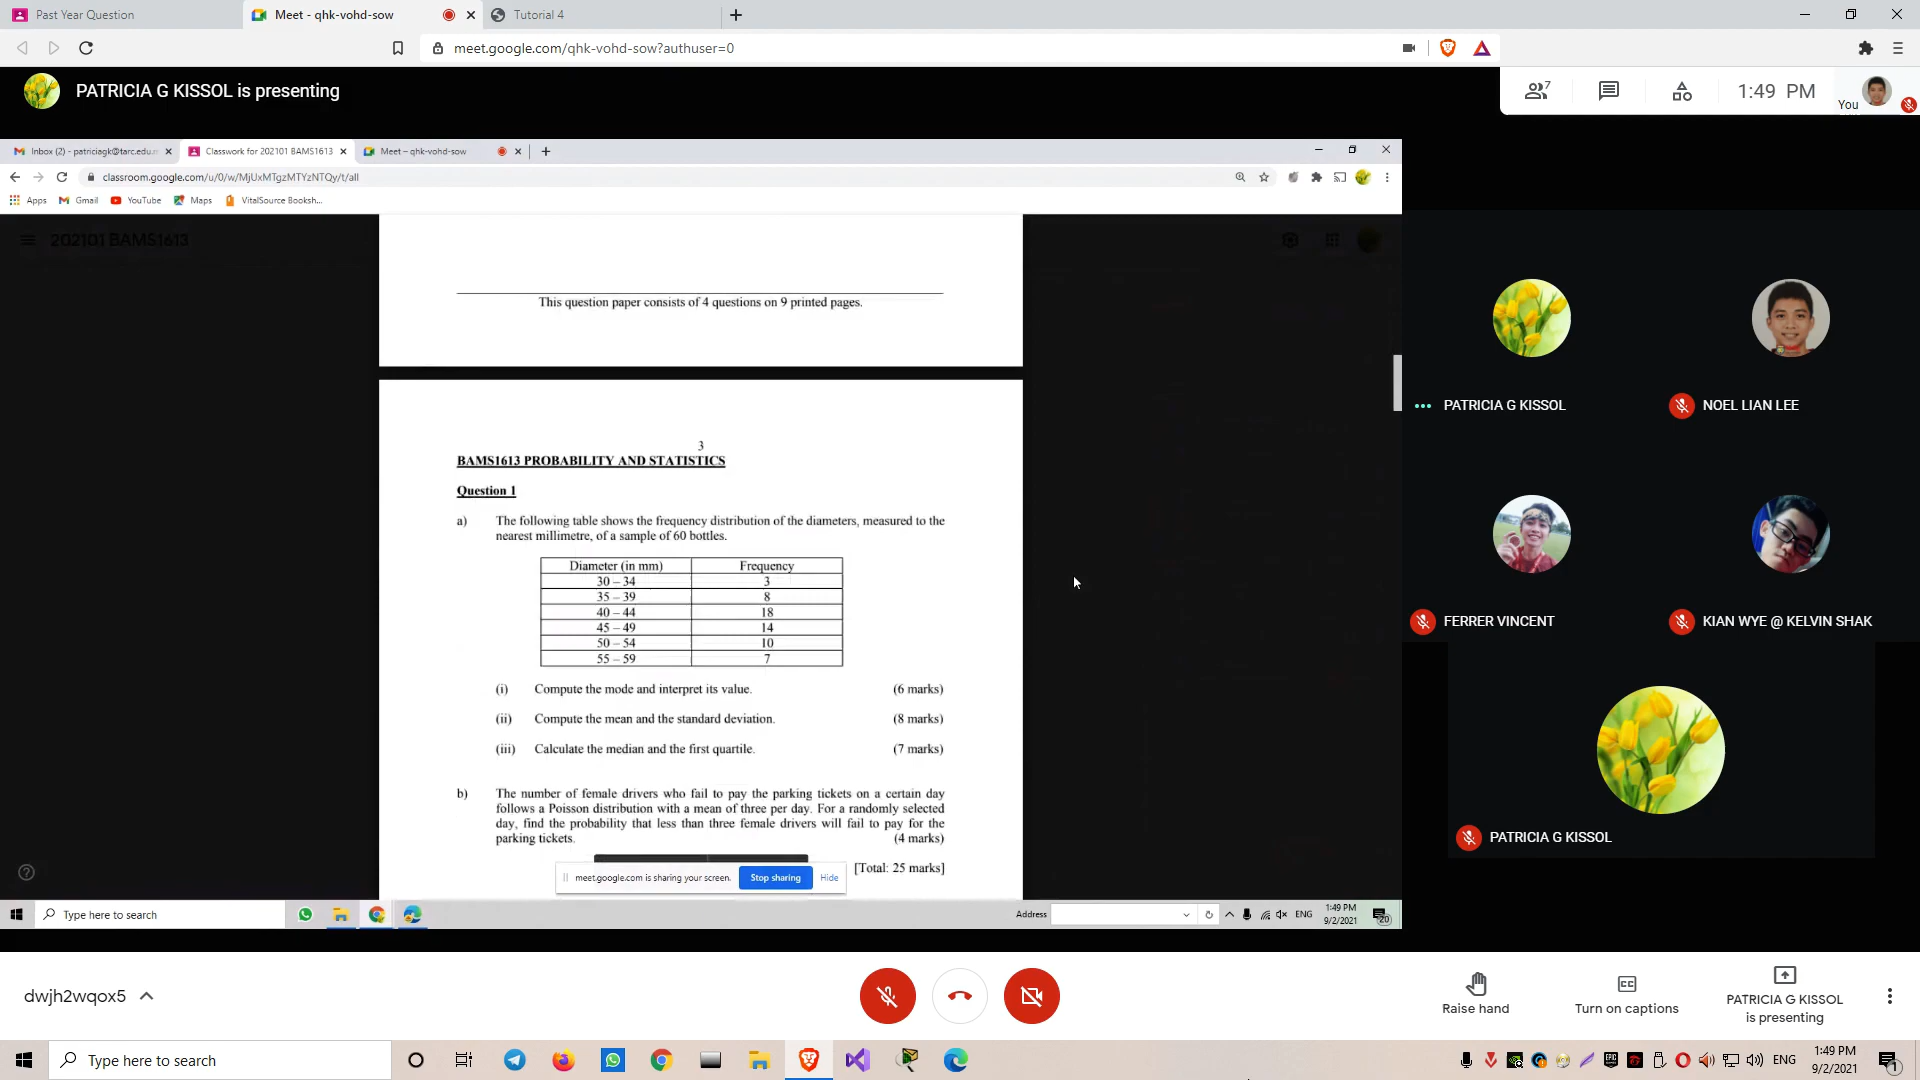 Past Year Question
Meet - qhk-vohd-sow
Tutorial 4
meet.google.com/qhk-vohd-sow?authuser=0
PATRICIA G KISSOL is presenting
7
1:49 PM
You
Inbox (2) - patriciagk@tarc.edu.m
Classwork for 202101 BAMS1613
Meet – qhk-vohd-sow
classroom.google.com/u/0/w/MjUxMTgzMTYzNTQy/t/all
Apps
Gmail
YouTube
Maps
VitalSource Booksh...
202101 BAMS1613
This question paper consists of 4 questions on 9 printed pages.
3
BAMS1613 PROBABILITY AND STATISTICS
Question 1
a) The following table shows the frequency distribution of the diameters, measured to the
nearest millimetre, of a sample of 60 bottles.
Diameter (in mm) Frequency
30 – 34 3
35 – 39 8
40 – 44 18
45 – 49 14
50 – 54 10
55 – 59 7
(i) Compute the mode and interpret its value. (6 marks)
(ii) Compute the mean and the standard deviation. (8 marks)
(iii) Calculate the median and the first quartile. (7 marks)
b) The number of female drivers who fail to pay the parking tickets on a certain day
follows a Poisson distribution with a mean of three per day. For a randomly selected
day, find the probability that less than three female drivers will fail to pay for the
parking tickets. (4 marks)
[Total: 25 marks]
meet.google.com is sharing your screen.
Stop sharing
Hide
Type here to search
Address
ENG
1:49 PM
9/2/2021
20
PATRICIA G KISSOL
NOEL LIAN LEE
FERRER VINCENT
KIAN WYE @ KELVIN SHAK
PATRICIA G KISSOL
dwjh2wqox5
Raise hand
Turn on captions
PATRICIA G KISSOL
is presenting
Type here to search
ENG
1:49 PM
9/2/2021
1